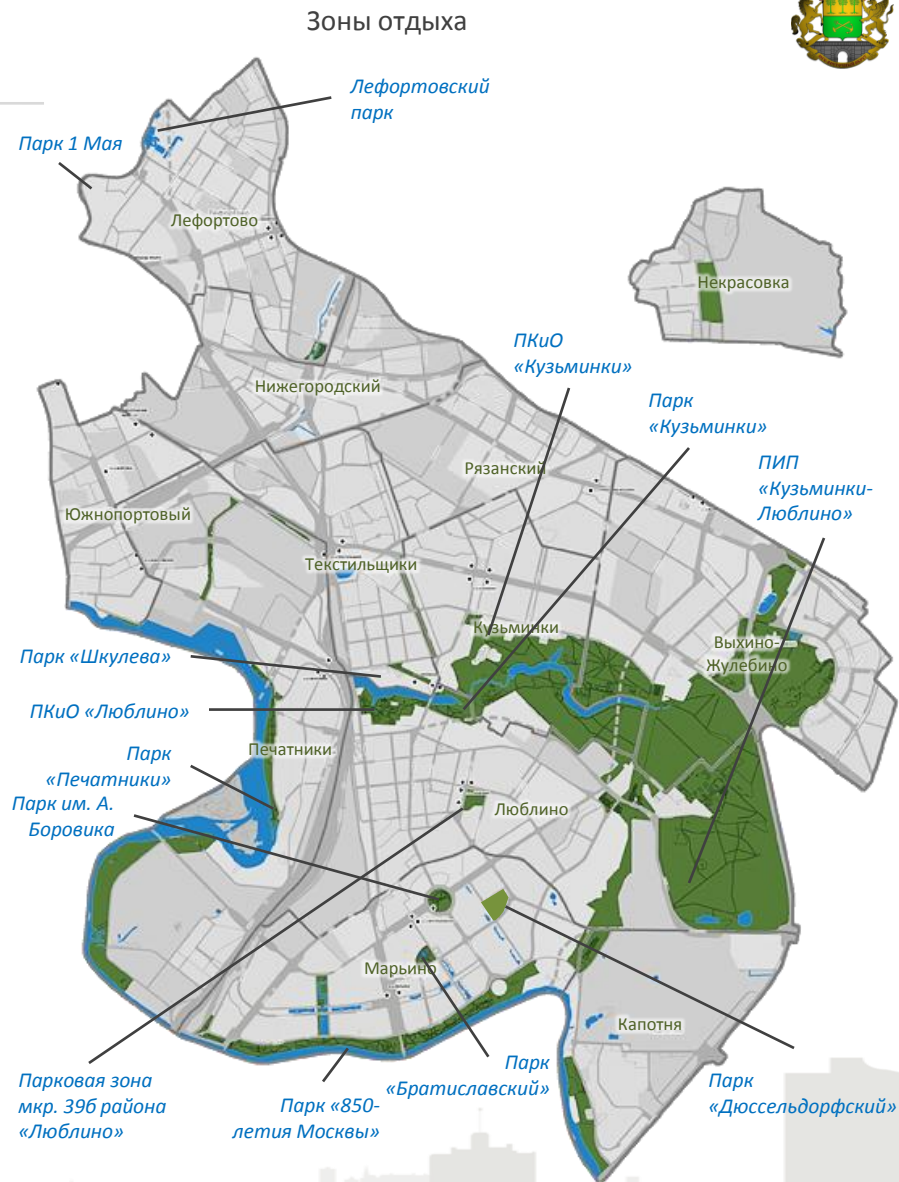 Зоны отдыха
Лефортовский
парк
Парк 1 Мая
Лефортово
Некрасовка
ПКиО
«Кузьминки»
Нижегородский
Парк
«Кузьминки»
Рязанский
ПИП
«Кузьминки-
Люблино»
Южнопортовый
Текстильщики
Кузьминки
Выхино-
Жулебино
Парк «Шкулева»
ПКиО «Люблино»
Печатники
Парк
«Печатники»
Парк им. А.
Боровика
Люблино
Марьино
Капотня
Парковая зона
мкр. 39б района
«Люблино»
Парк «850-
летия Москвы»
Парк
«Братиславский»
Парк
«Дюссельдорфский»